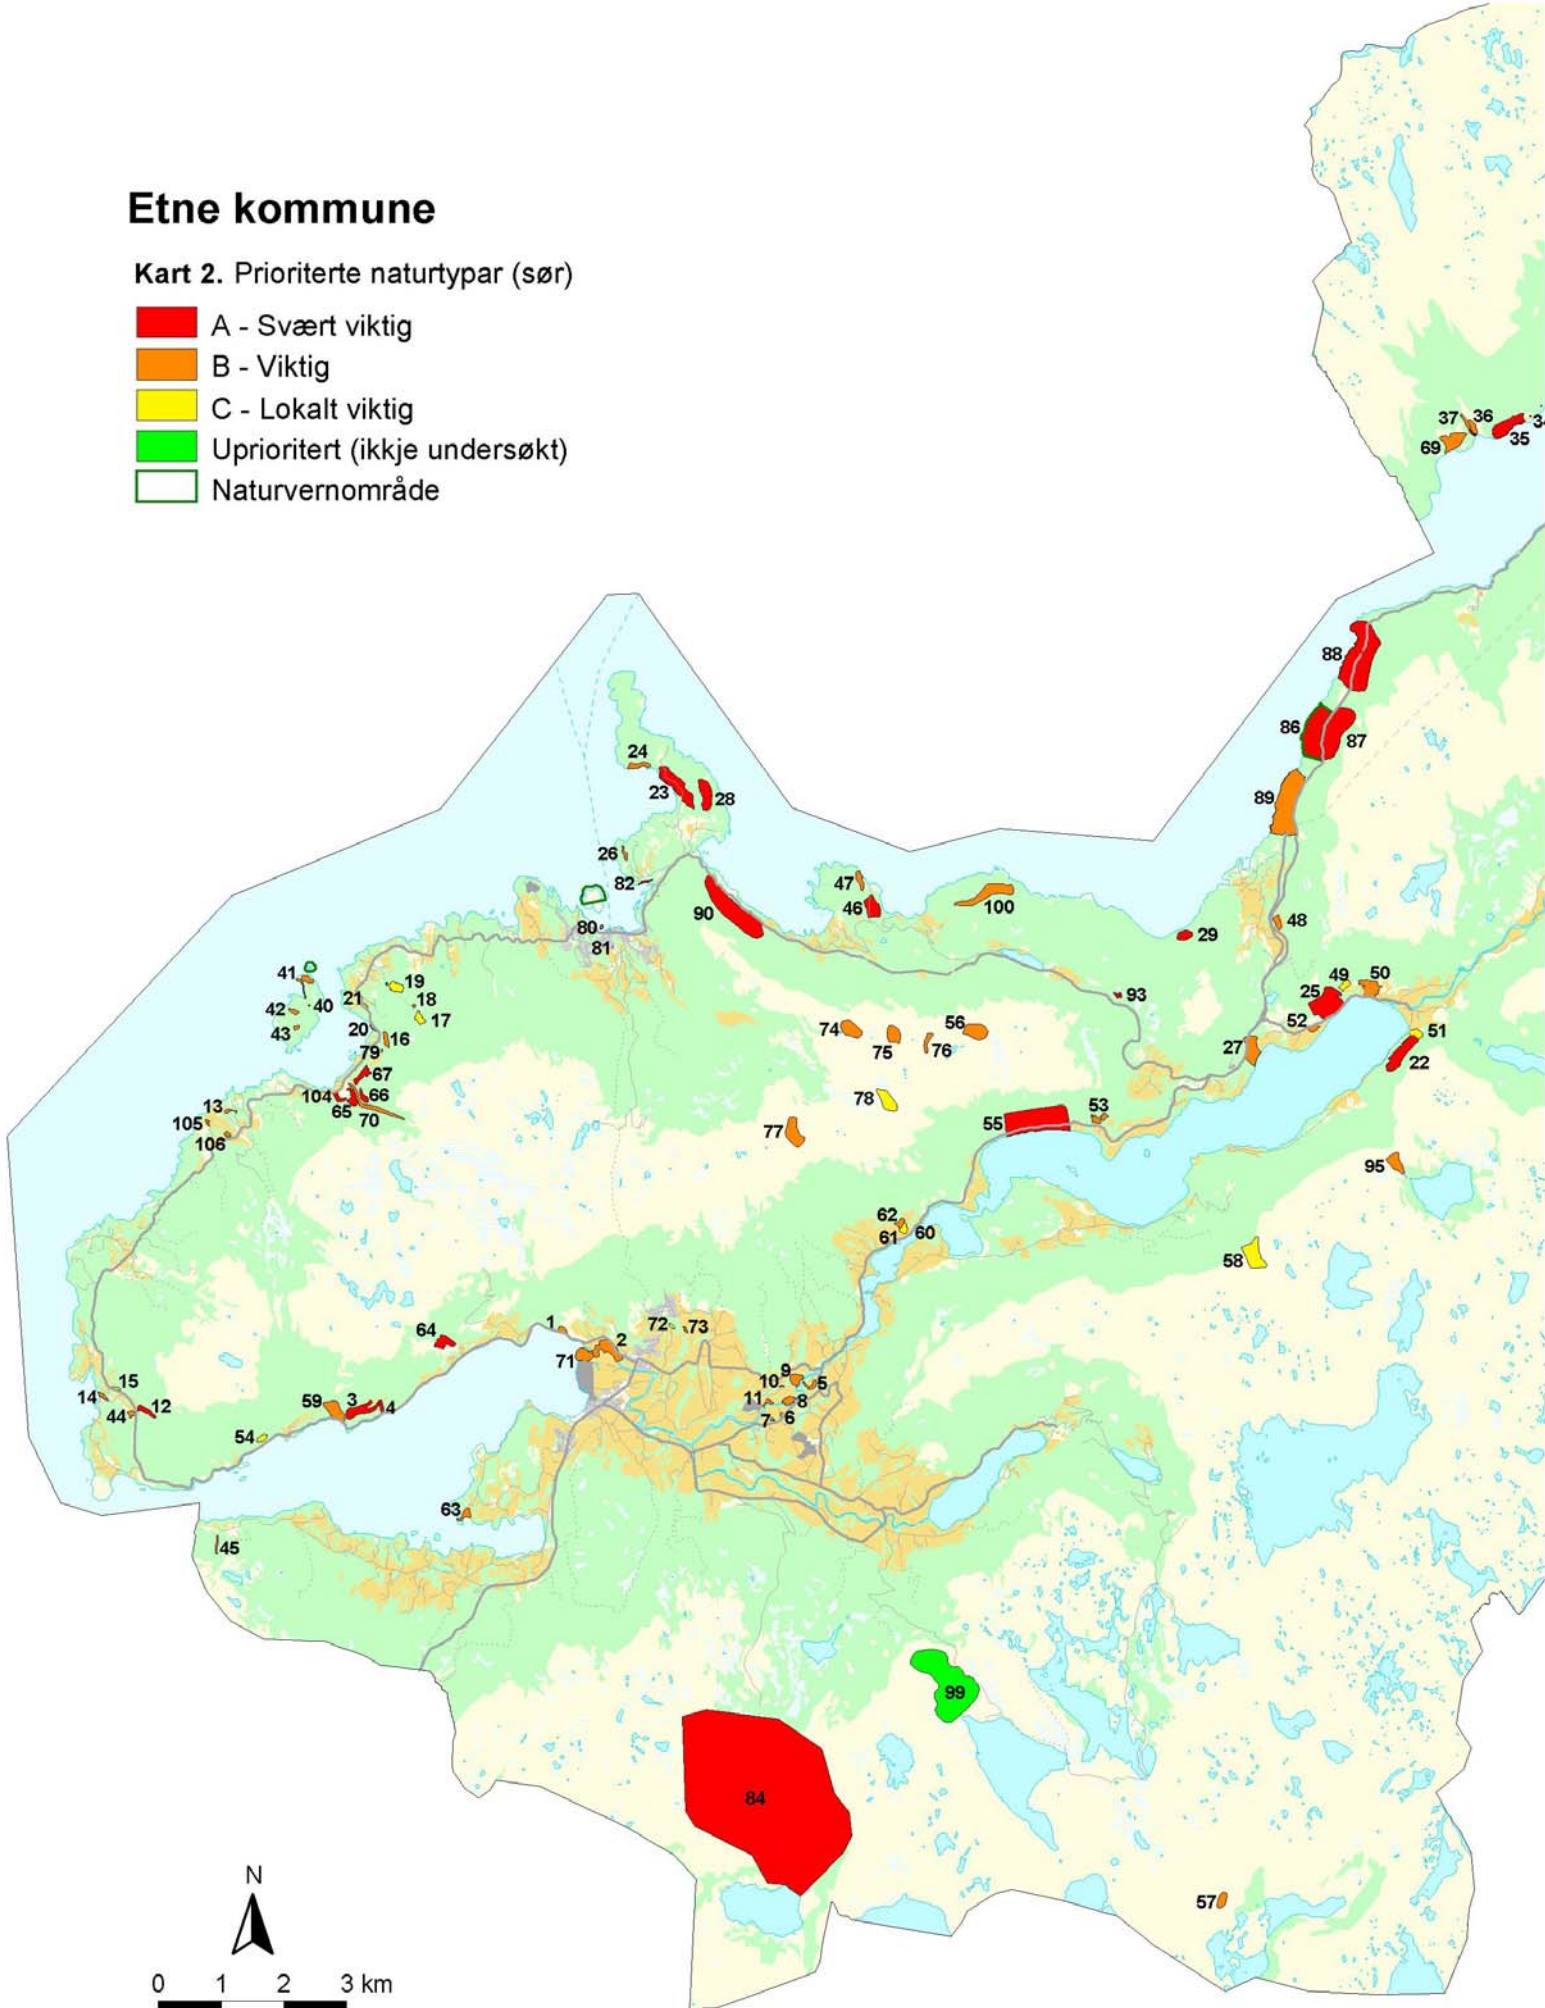 Etne kommune
Kart 2. Prioriterte naturtypar (sør)
A - Svært viktig
B - Viktig
C - Lokalt viktig
Uprioritert (ikkje undersøkt)
Naturvernområde
37 36
69 35
88
86 87
24
23 28
89
26
82 47
46 100
90
80 48
81 29
41 19 49 50
40 21 18 25 93
42 17 52
43 20 74 56 51
16 75 76 27 22
79
67
104 66 78
13 65 70 55 53
105 77
106 95
62
61 60
58
64 1 72 73
71 2
9
15 10 5
14 59 3 11 8
44 12 4 7 6
54
63
45
99
84
57
N
0 1 2 3 km